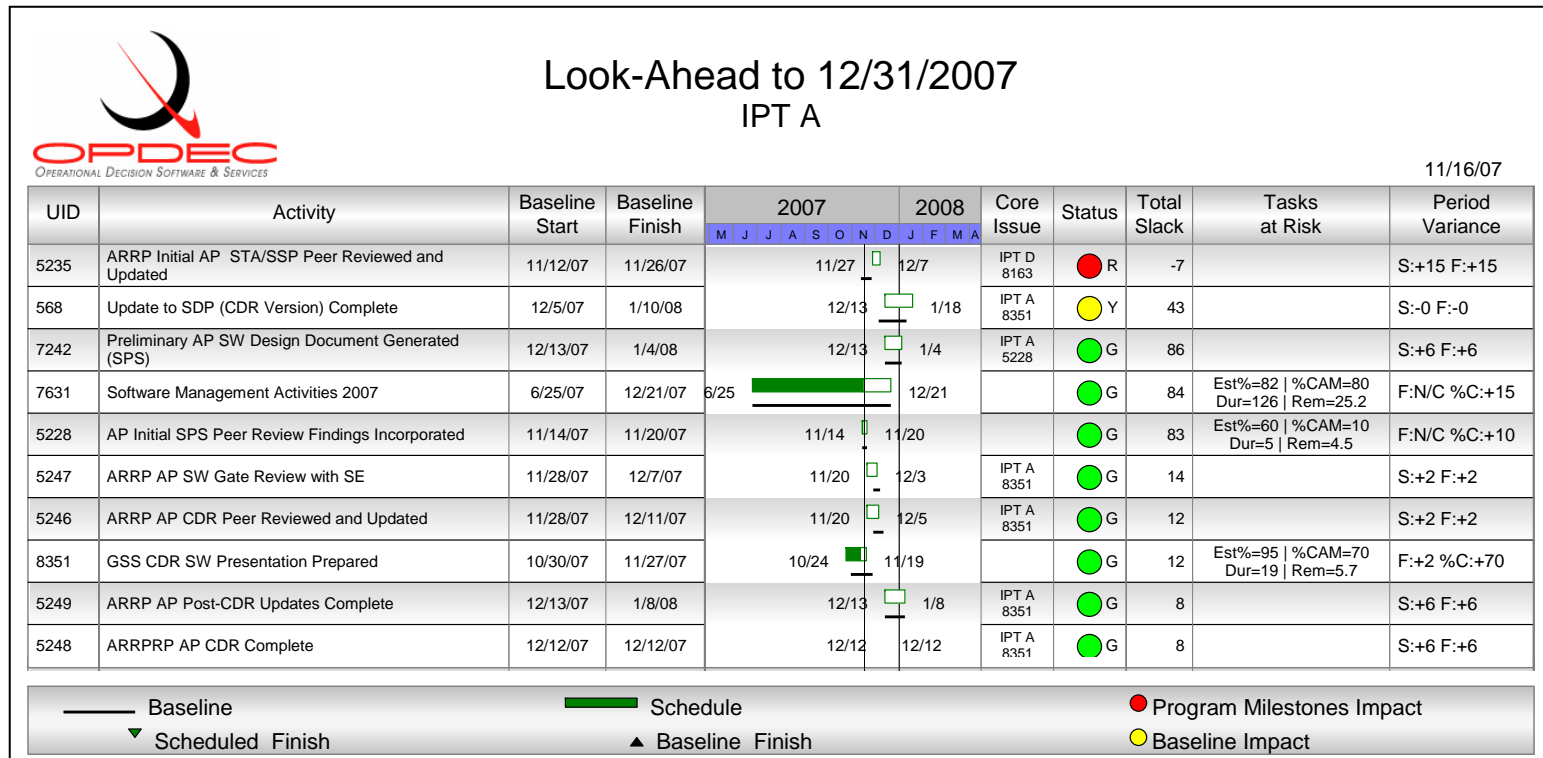 Look-Ahead to 12/31/2007
IPT A
OPDEC
OPERATIONAL DECISION SOFTWARE & SERVICES
11/16/07
UID Activity Baseline Start Baseline Finish 2007 2008 Core Issue Status Total Slack Tasks at Risk Period Variance
M J J A S O N D J F M A
5235 ARRP Initial AP STA/SSP Peer Reviewed and Updated 11/12/07 11/26/07 11/27 12/7 IPT D 8163 R -7 S:+15 F:+15
568 Update to SDP (CDR Version) Complete 12/5/07 1/10/08 12/13 1/18 IPT A 8351 Y 43 S:-0 F:-0
7242 Preliminary AP SW Design Document Generated (SPS) 12/13/07 1/4/08 12/13 1/4 IPT A 5228 G 86 S:+6 F:+6
7631 Software Management Activities 2007 6/25/07 12/21/07 6/25 12/21 G 84 Est%=82 | %CAM=80 Dur=126 | Rem=25.2 F:N/C %C:+15
5228 AP Initial SPS Peer Review Findings Incorporated 11/14/07 11/20/07 11/14 11/20 G 83 Est%=60 | %CAM=10 Dur=5 | Rem=4.5 F:N/C %C:+10
5247 ARRP AP SW Gate Review with SE 11/28/07 12/7/07 11/20 12/3 IPT A 8351 G 14 S:+2 F:+2
5246 ARRP AP CDR Peer Reviewed and Updated 11/28/07 12/11/07 11/20 12/5 IPT A 8351 G 12 S:+2 F:+2
8351 GSS CDR SW Presentation Prepared 10/30/07 11/27/07 10/24 11/19 G 12 Est%=95 | %CAM=70 Dur=19 | Rem=5.7 F:+2 %C:+70
5249 ARRP AP Post-CDR Updates Complete 12/13/07 1/8/08 12/13 1/8 IPT A 8351 G 8 S:+6 F:+6
5248 ARRPRP AP CDR Complete 12/12/07 12/12/07 12/12 12/12 IPT A 8351 G 8 S:+6 F:+6
Baseline Schedule Program Milestones Impact
Scheduled Finish Baseline Finish Baseline Impact